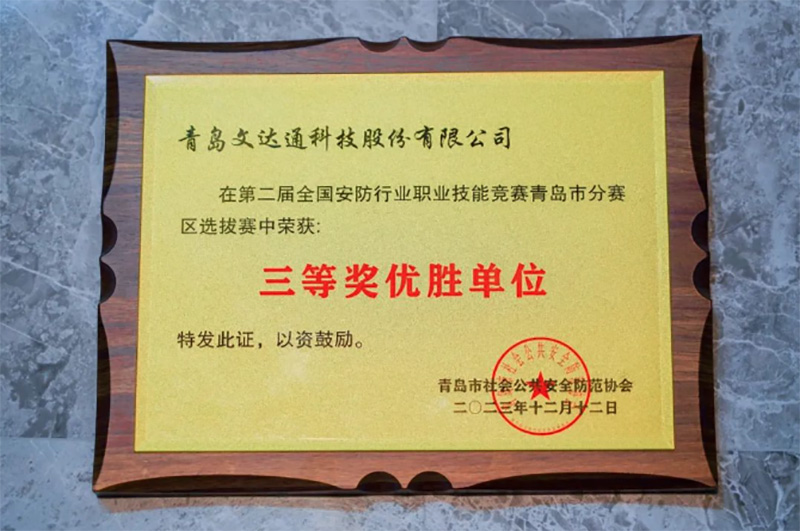 青岛文达通科技股份有限公司
在第二届全国安防行业职业技能竞赛青岛市分赛
区选拔赛中荣获:
三等奖优胜单位
特发此证，以资鼓励。
青岛市社会公共安全防范协会
二〇二三年十二月十二日